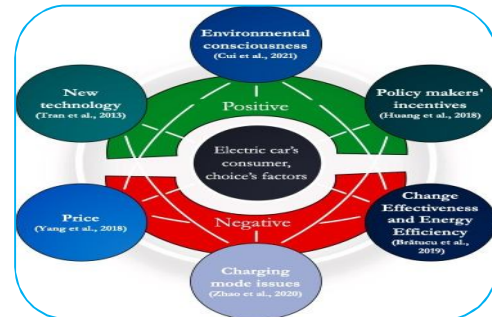 Environmental
consciousness
(Cui et al., 2021)
New
technology
(Tran et al., 2013)
Positive
Policy makers'
incentives
(Huang et al., 2018)
Electric car's
consumer,
choice's factors
Price
(Yang et al., 2018)
Negative
Change
Effectiveness
and Energy
Efficiency
(Brătucu et al.,
2019)
Charging
mode issues
(Zhao et al., 2020)